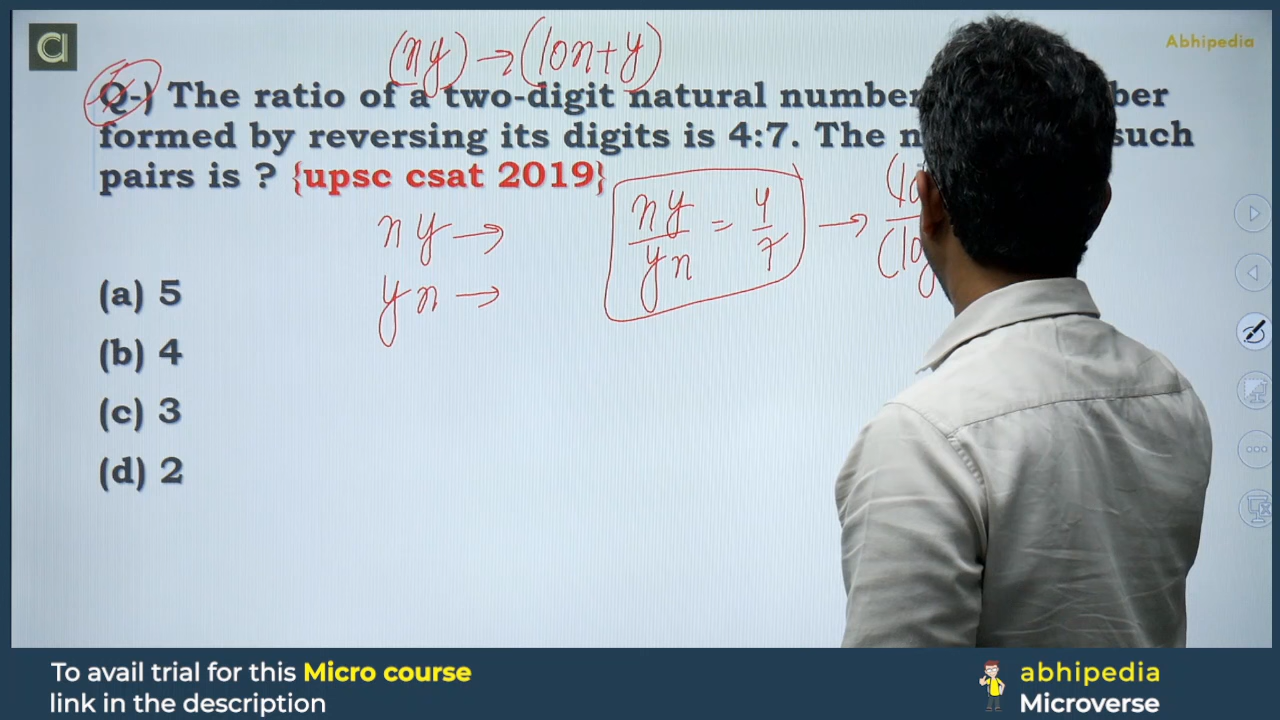 Abhipedia
(xy) → (10x+y)
Q-) The ratio of a two-digit natural number ber
formed by reversing its digits is 4:7. The such
pairs is ? {upsc csat 2019}
xy →
xy/yx = 4/7 →
yx →
(a) 5
(b) 4
(c) 3
(d) 2
To avail trial for this Micro course
link in the description
abhipedia
Microverse